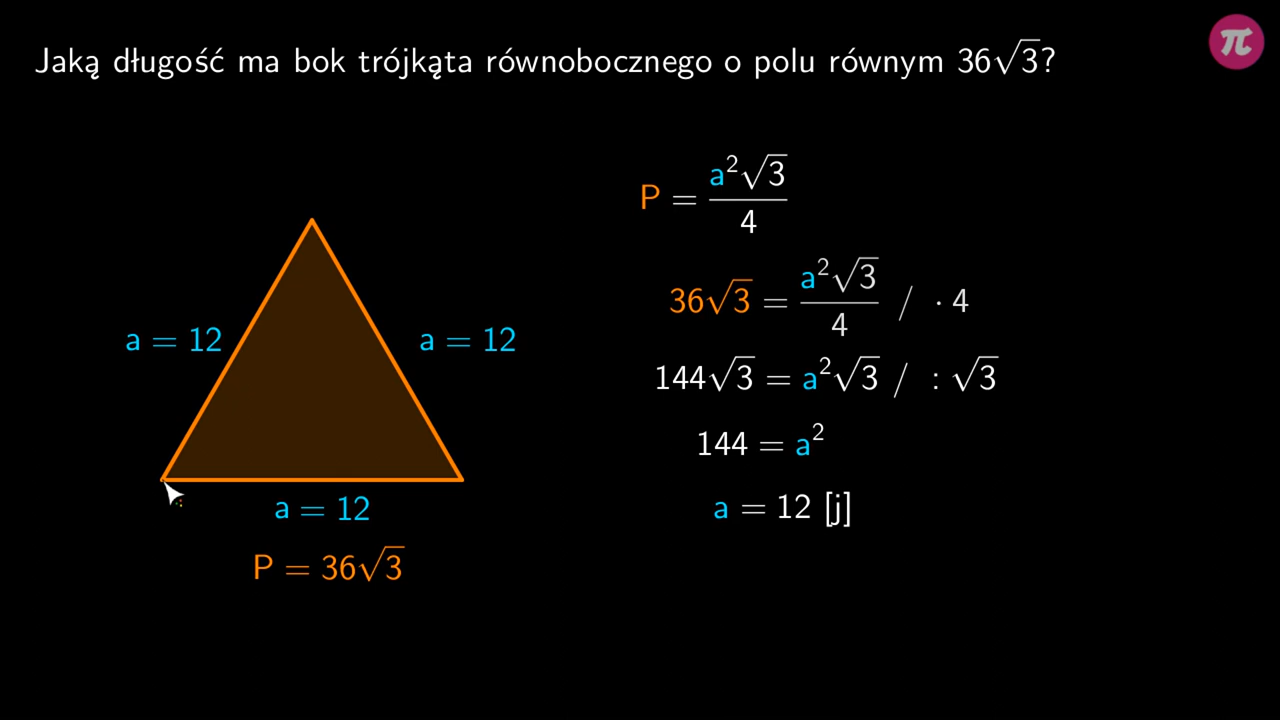 Jaką długość ma bok trójkąta równobocznego o polu równym 36√3?
π
P = a²√3 / 4
36√3 = a²√3 / 4 / · 4
144√3 = a²√3 / : √3
144 = a²
a = 12 [j]
a = 12
a = 12
a = 12
P = 36√3